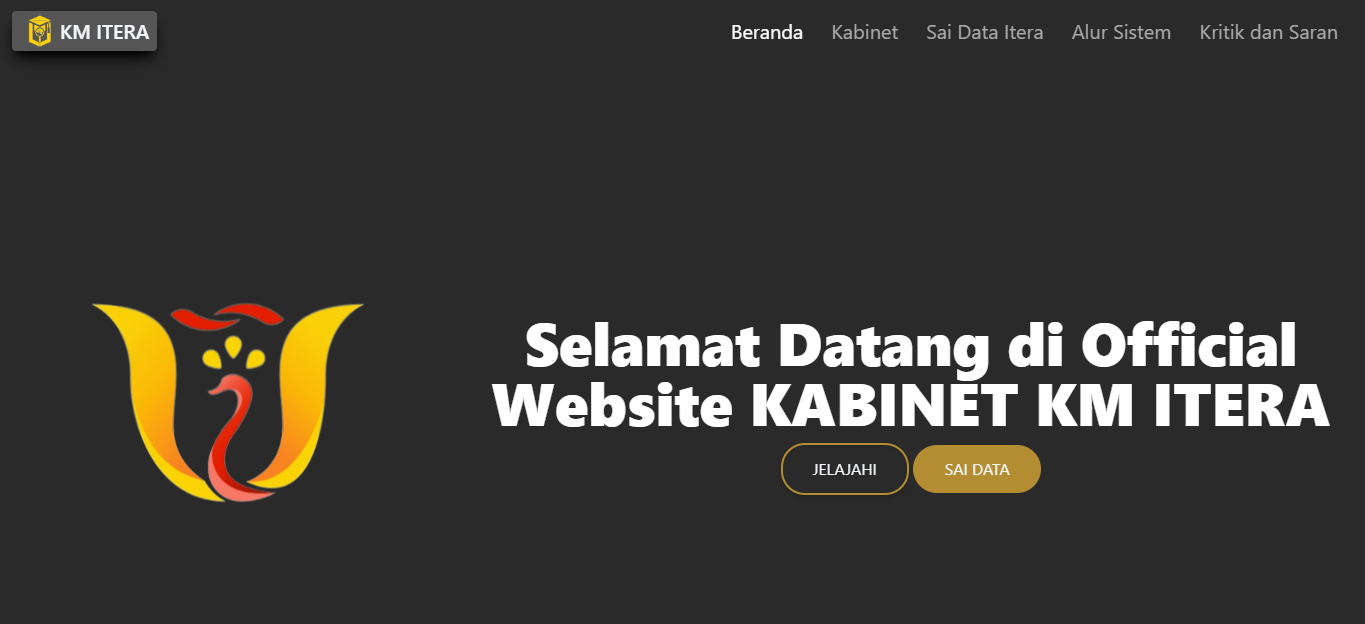 KM ITERA
Beranda Kabinet Sai Data Itera Alur Sistem Kritik dan Saran
Selamat Datang di Official
Website KABINET KM ITERA
JELAJAHI
SAI DATA